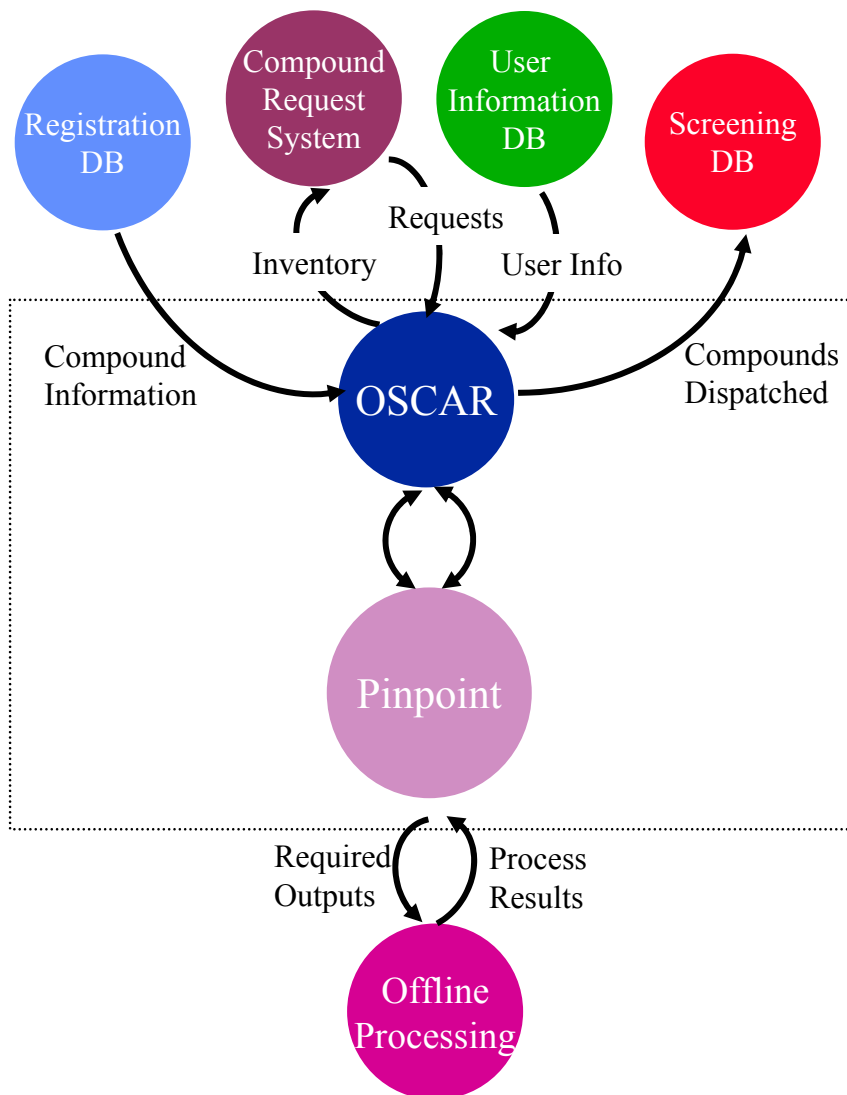 Registration
DB
Compound
Request
System
User
Information
DB
Screening
DB
Requests
Inventory
User Info
Compound
Information
OSCAR
Compounds
Dispatched
Pinpoint
Required
Outputs
Process
Results
Offline
Processing